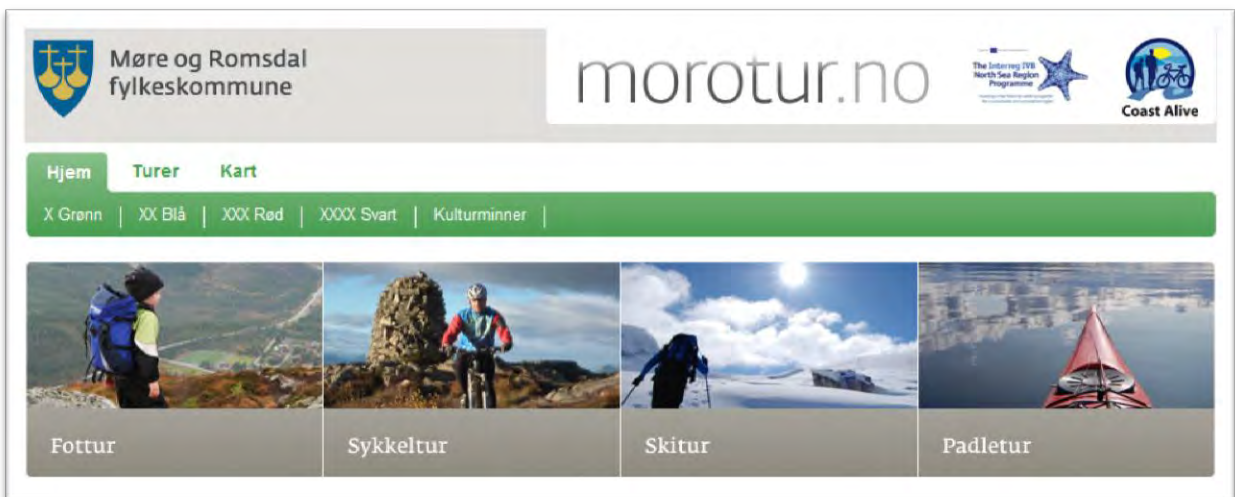 Møre og Romsdal
fylkeskommune
morotur.no
The Interreg IVB
North Sea Region
Programme
Coast Alive
Hjem Turer Kart
X Grønn | XX Blå | XXX Rød | XXXX Svart | Kulturminner |
Fottur Sykkeltur Skitur Padletur